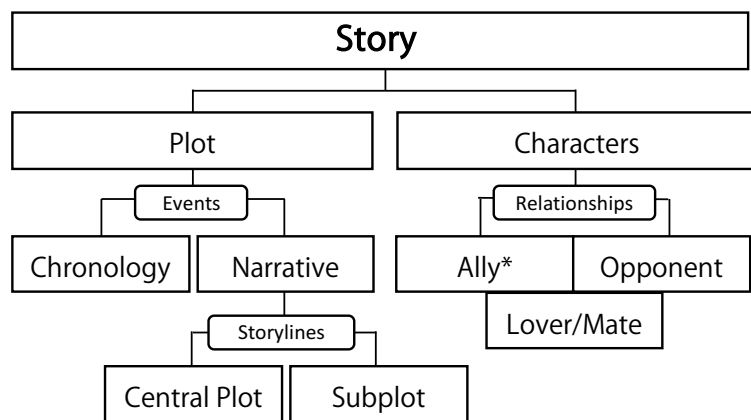 Story
Plot
Characters
Events
Relationships
Chronology
Narrative
Ally*
Opponent
Lover/Mate
Storylines
Central Plot
Subplot